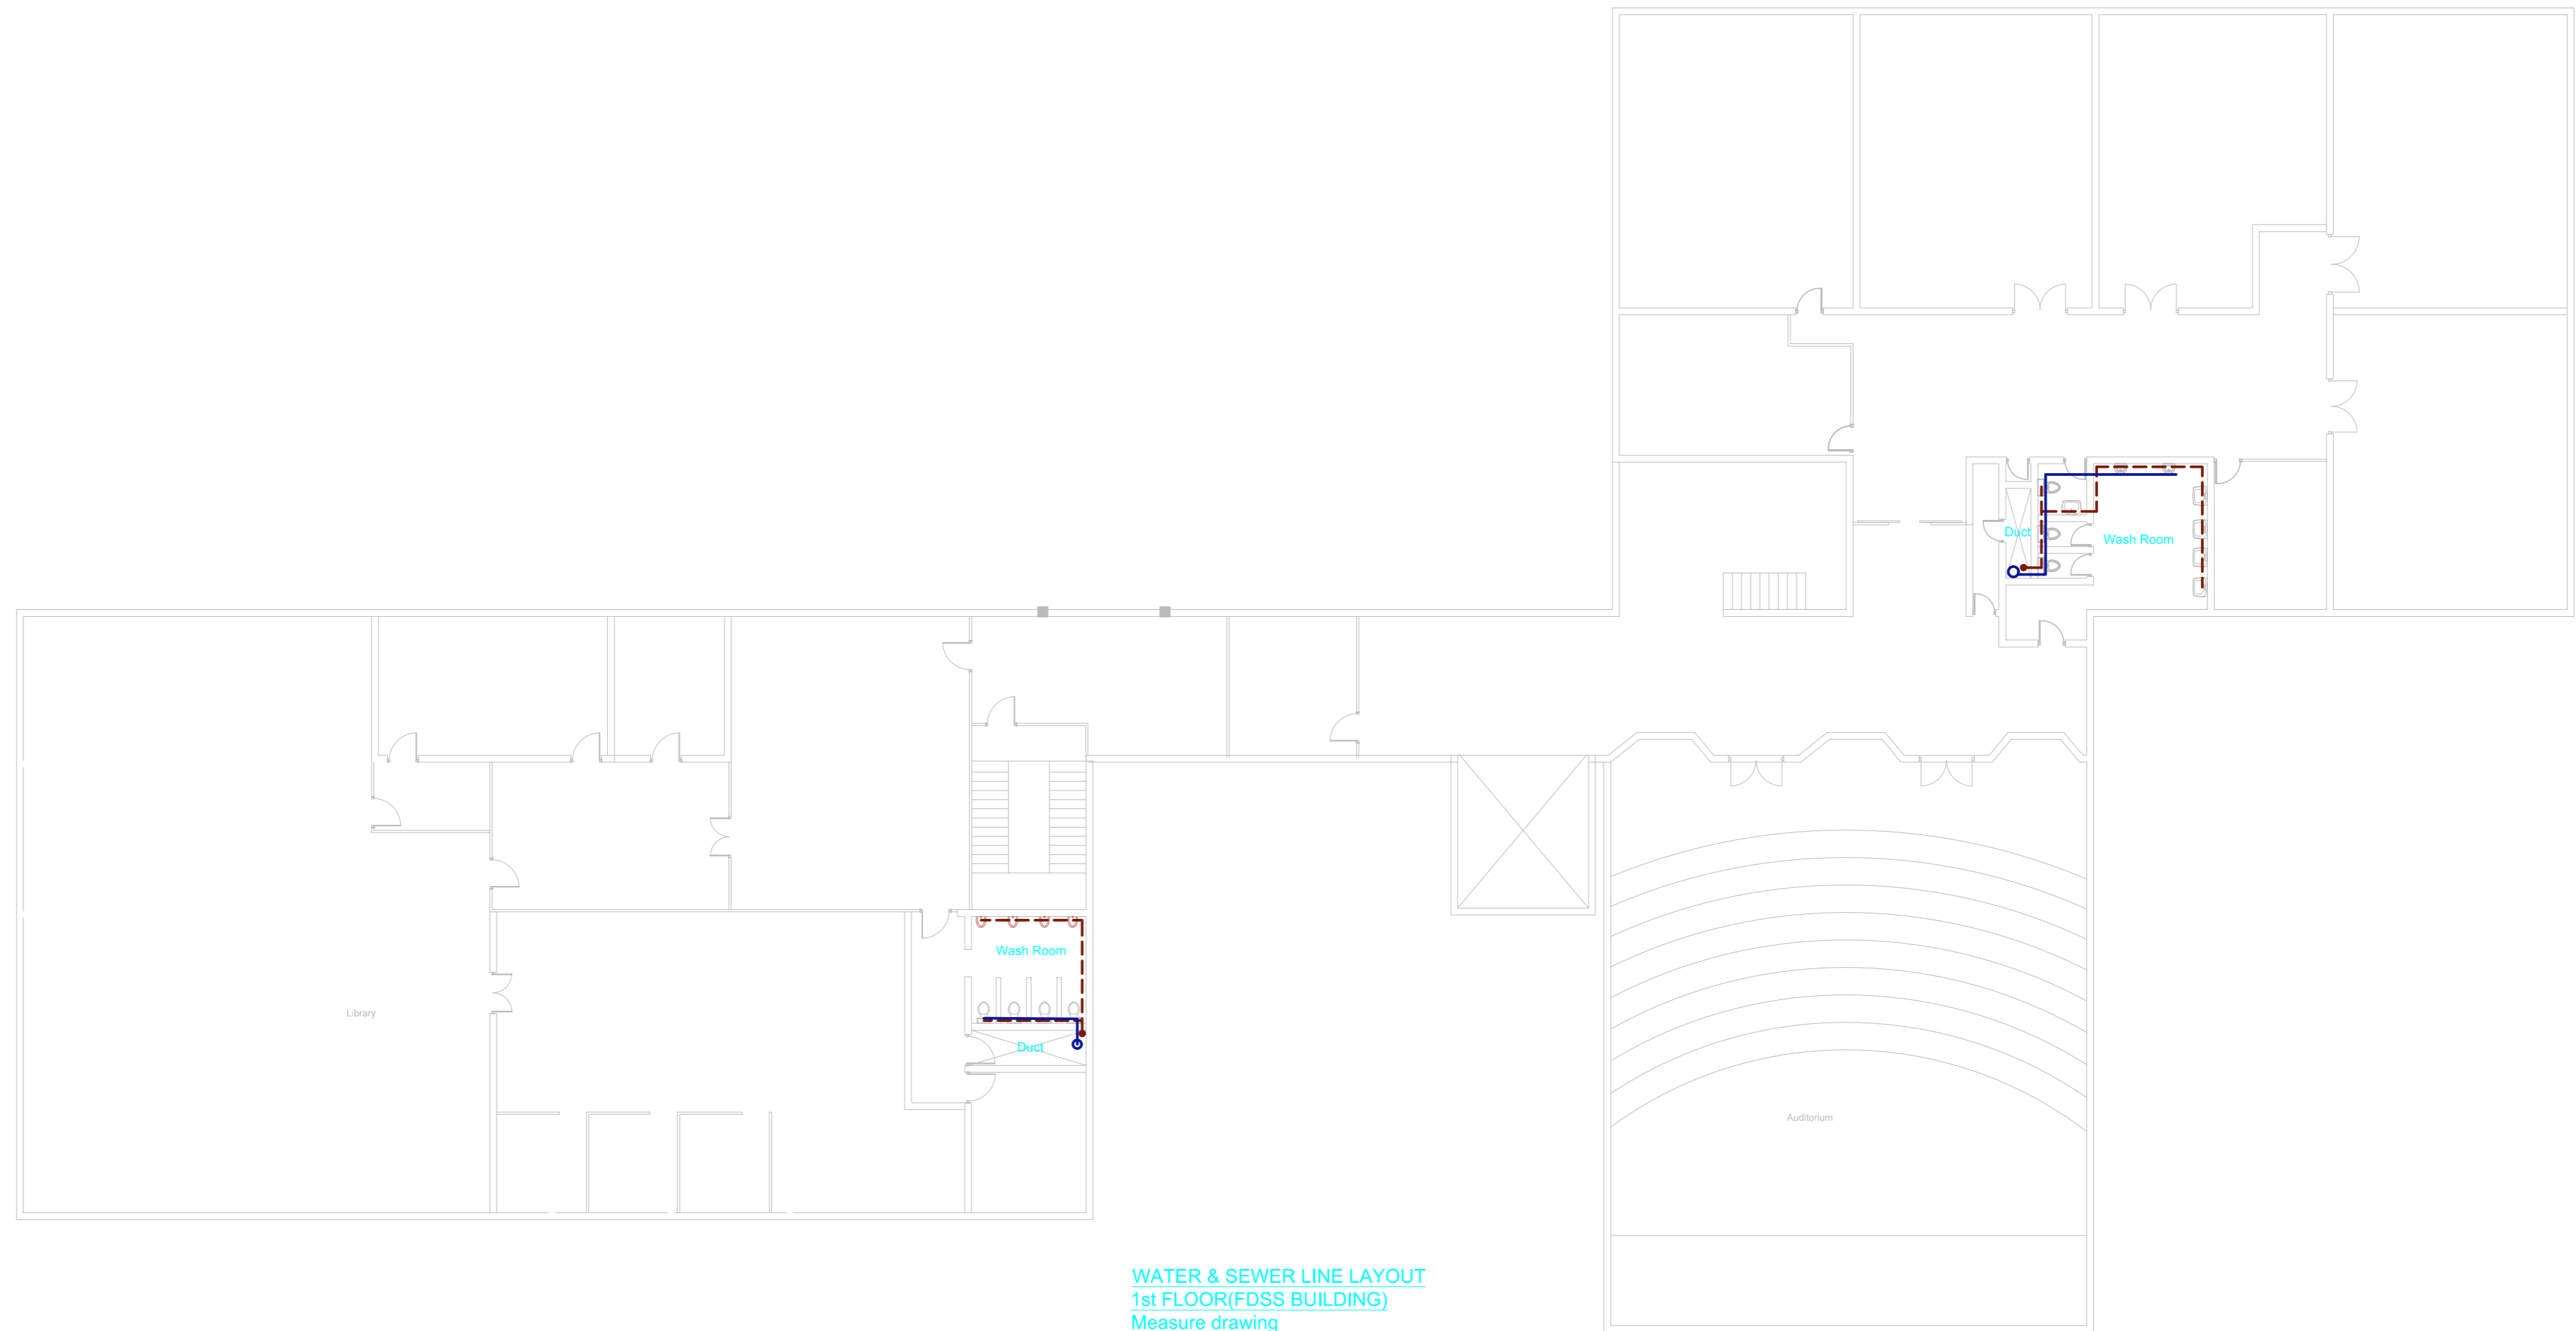 Duct
Wash Room
Wash Room
Library
Duct
Auditorium
WATER & SEWER LINE LAYOUT
1st FLOOR(FDSS BUILDING)
Measure drawing